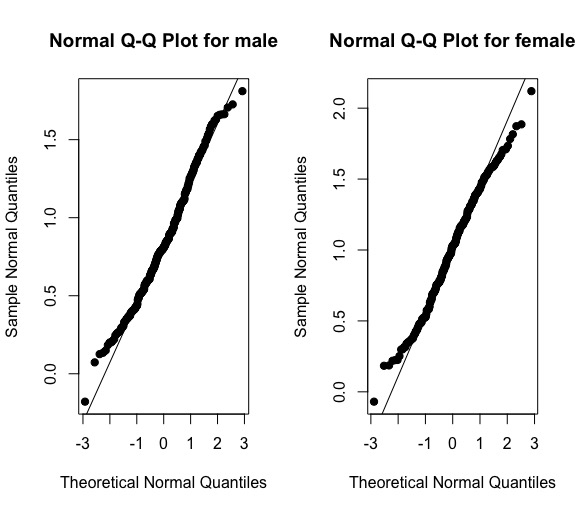 Normal Q-Q Plot for male
Sample Normal Quantiles
0.0 0.5 1.0 1.5
-3 -1 0 1 2 3
Theoretical Normal Quantiles
Normal Q-Q Plot for female
Sample Normal Quantiles
0.0 0.5 1.0 1.5 2.0
-3 -1 0 1 2 3
Theoretical Normal Quantiles